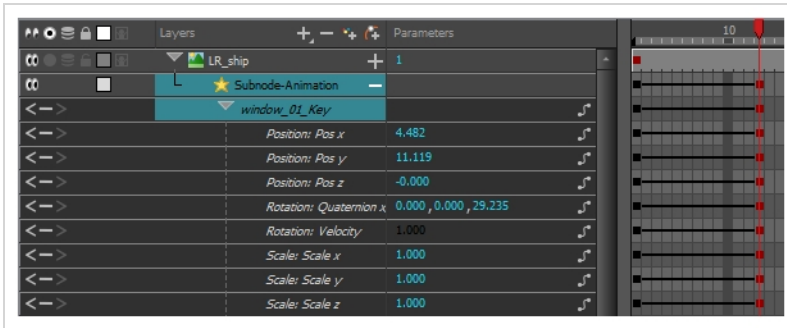 Layers Parameters 10
LR_ship 1
Subnode-Animation
window_01_Key
Position: Pos x 4.482
Position: Pos y 11.119
Position: Pos z -0.000
Rotation: Quaternion x 0.000 , 0.000 , 29.235
Rotation: Velocity 1.000
Scale: Scale x 1.000
Scale: Scale y 1.000
Scale: Scale z 1.000